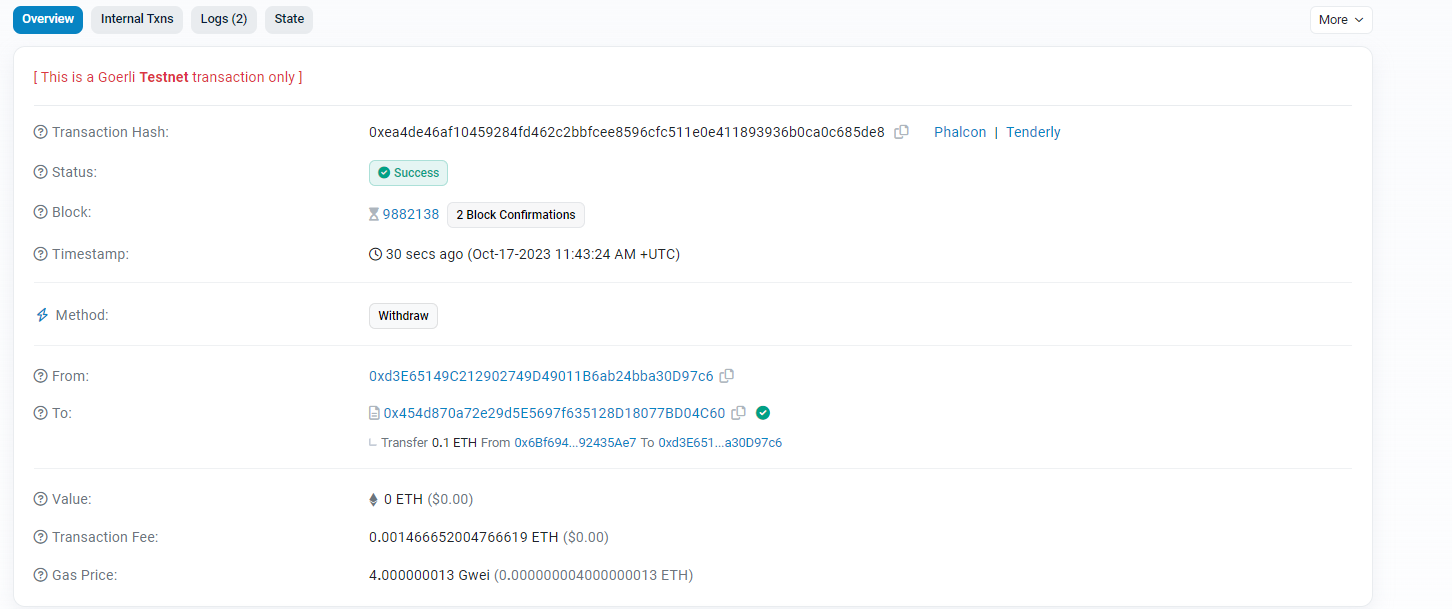 Overview Internal Txns Logs (2) State More
[ This is a Goerli Testnet transaction only ]
Transaction Hash: 0xea4de46af10459284fd462c2bbfcee8596cfc511e0e411893936b0ca0c685de8 Phalcon | Tenderly
Status: Success
Block: 9882138 2 Block Confirmations
Timestamp: 30 secs ago (Oct-17-2023 11:43:24 AM +UTC)
Method: Withdraw
From: 0xd3E65149C212902749D49011B6ab24bba30D97c6
To: 0x454d870a72e29d5E5697f635128D18077BD04C60
Transfer 0.1 ETH From 0x6Bf694...92435Ae7 To 0xd3E651...a30D97c6
Value: 0 ETH ($0.00)
Transaction Fee: 0.001466652004766619 ETH ($0.00)
Gas Price: 4.000000013 Gwei (0.000000004000000013 ETH)